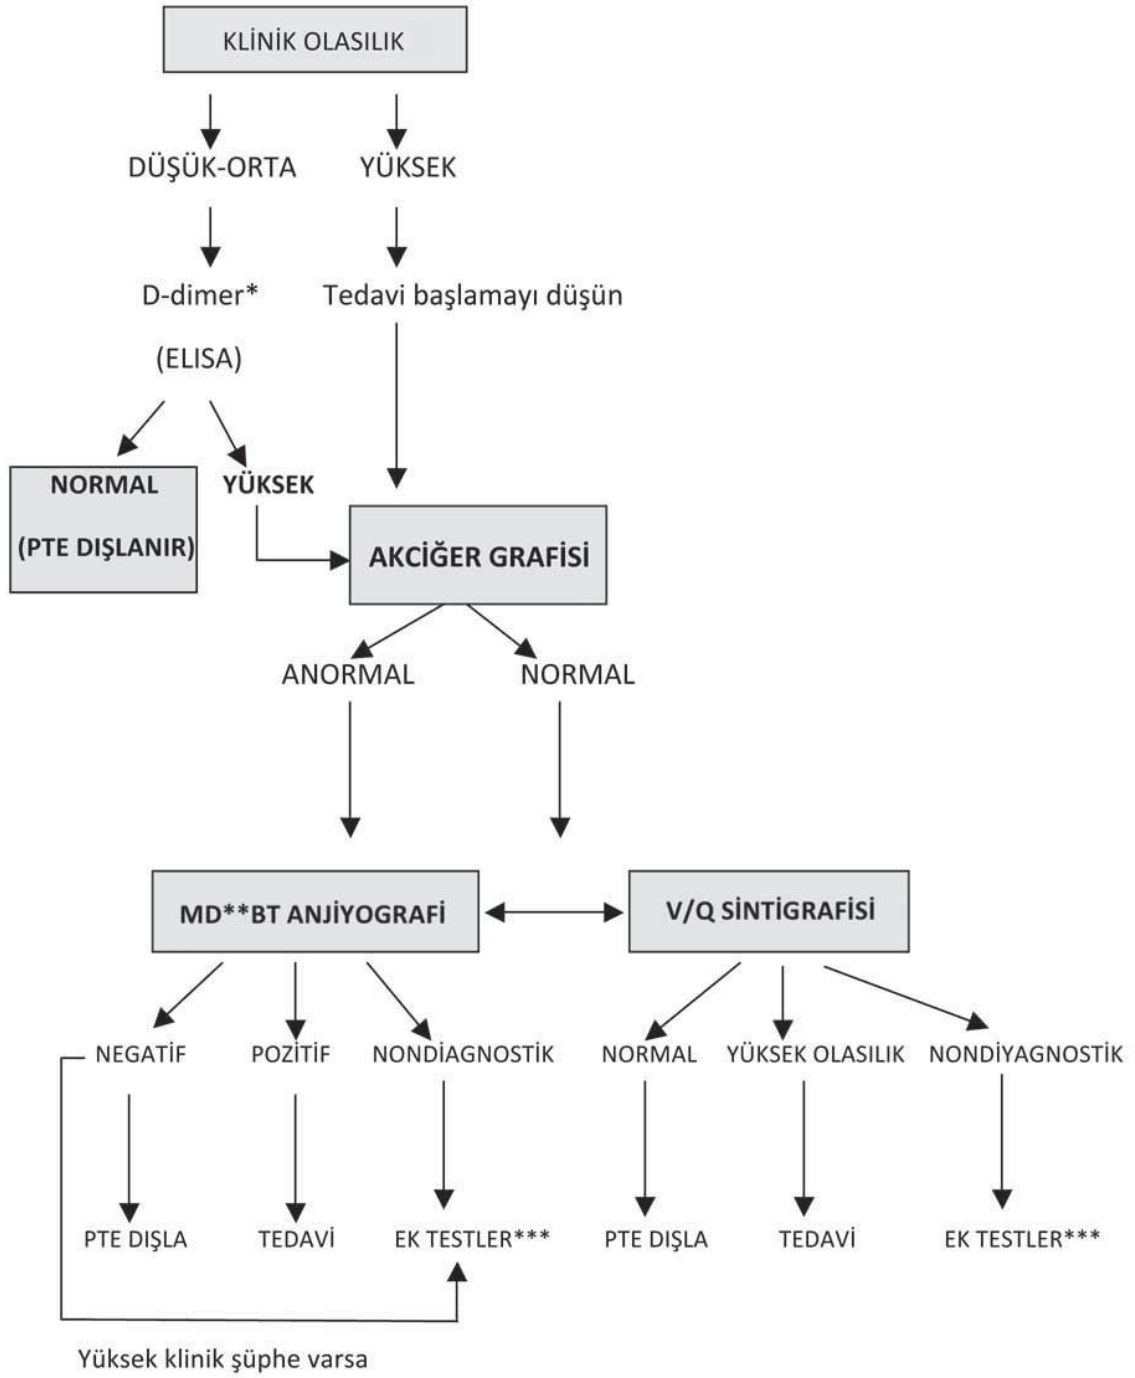 KLİNİK OLASILIK
DÜŞÜK-ORTA
YÜKSEK
D-dimer*
Tedavi başlamayı düşün
(ELISA)
NORMAL
YÜKSEK
(PTE DIŞLANIR)
AKCİĞER GRAFİSİ
ANORMAL
NORMAL
MD**BT ANJİYOGRAFİ
V/Q SİNTİGRAFİSİ
NEGATİF
POZİTİF
NONDİAGNOSTİK
NORMAL
YÜKSEK OLASILIK
NONDİYAGNOSTİK
PTE DIŞLA
TEDAVİ
EK TESTLER***
PTE DIŞLA
TEDAVİ
EK TESTLER***
Yüksek klinik şüphe varsa